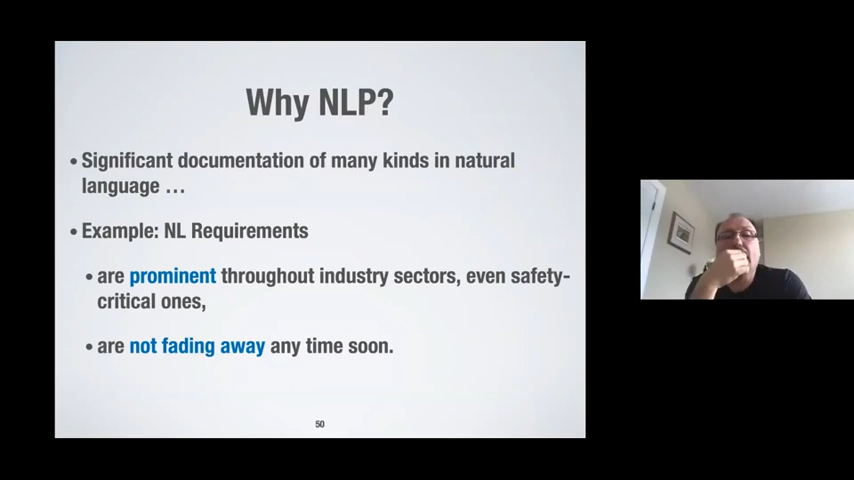 Why NLP?
• Significant documentation of many kinds in natural
language …
• Example: NL Requirements
• are prominent throughout industry sectors, even safety-
critical ones,
• are not fading away any time soon.
50